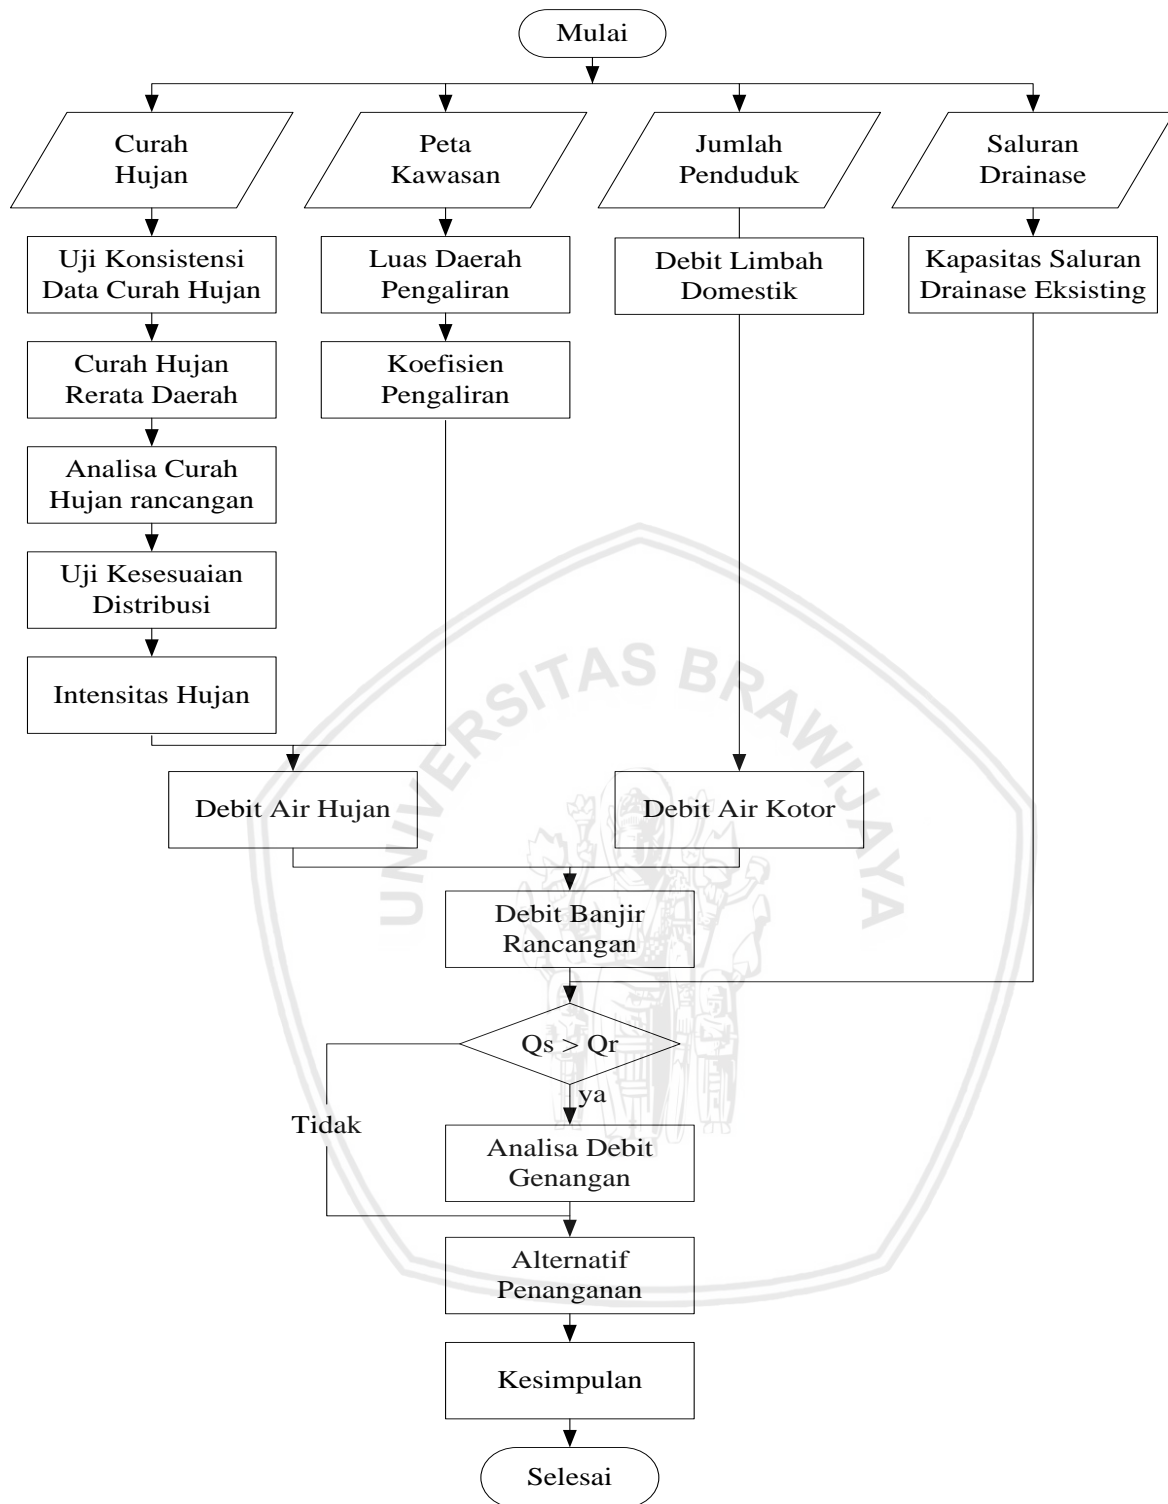 Mulai
Curah
Hujan
Peta
Kawasan
Jumlah
Penduduk
Saluran
Drainase
Uji Konsistensi
Data Curah Hujan
Luas Daerah
Pengaliran
Debit Limbah
Domestik
Kapasitas Saluran
Drainase Eksisting
Curah Hujan
Rerata Daerah
Koefisien
Pengaliran
Analisa Curah
Hujan rancangan
Uji Kesesuaian
Distribusi
Intensitas Hujan
UNIVERSITAS BRAWIJAYA
Debit Air Hujan
Debit Air Kotor
Debit Banjir
Rancangan
Qs > Qr
ya
Tidak
Analisa Debit
Genangan
Alternatif
Penanganan
Kesimpulan
Selesai